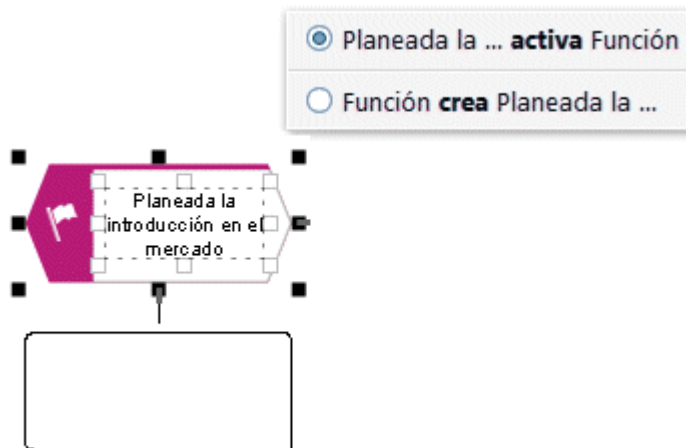 Planeada la ... activa Función
Función crea Planeada la ...
Planeada la
introducción en el
mercado